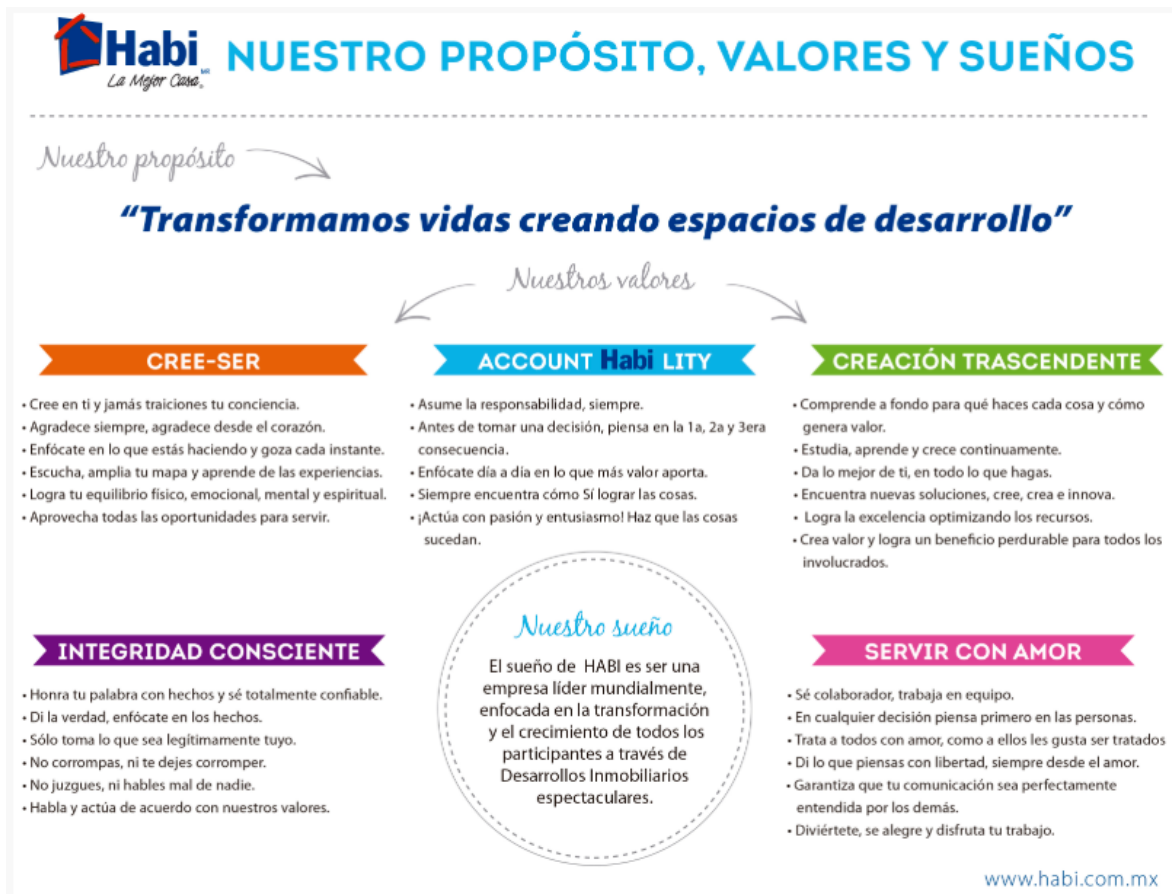 Habi
La Mejor Casa®
MR
NUESTRO PROPÓSITO, VALORES Y SUEÑOS
Nuestro propósito
“Transformamos vidas creando espacios de desarrollo”
Nuestros valores
CREE-SER
• Cree en ti y jamás traiciones tu conciencia.
• Agradece siempre, agradece desde el corazón.
• Enfócate en lo que estás haciendo y goza cada instante.
• Escucha, amplia tu mapa y aprende de las experiencias.
• Logra tu equilibrio físico, emocional, mental y espiritual.
• Aprovecha todas las oportunidades para servir.
ACCOUNT Habi LITY
• Asume la responsabilidad, siempre.
• Antes de tomar una decisión, piensa en la 1a, 2a y 3era
consecuencia.
• Enfócate día a día en lo que más valor aporta.
• Siempre encuentra cómo Sí lograr las cosas.
• ¡Actúa con pasión y entusiasmo! Haz que las cosas
sucedan.
CREACIÓN TRASCENDENTE
• Comprende a fondo para qué haces cada cosa y cómo
genera valor.
• Estudia, aprende y crece continuamente.
• Da lo mejor de ti, en todo lo que hagas.
• Encuentra nuevas soluciones, cree, crea e innova.
• Logra la excelencia optimizando los recursos.
• Crea valor y logra un beneficio perdurable para todos los
involucrados.
INTEGRIDAD CONSCIENTE
• Honra tu palabra con hechos y sé totalmente confiable.
• Di la verdad, enfócate en los hechos.
• Sólo toma lo que sea legítimamente tuyo.
• No corrompas, ni te dejes corromper.
• No juzgues, ni hables mal de nadie.
• Habla y actúa de acuerdo con nuestros valores.
Nuestro sueño
El sueño de HABI es ser una
empresa líder mundialmente,
enfocada en la transformación
y el crecimiento de todos los
participantes a través de
Desarrollos Inmobiliarios
espectaculares.
SERVIR CON AMOR
• Sé colaborador, trabaja en equipo.
• En cualquier decisión piensa primero en las personas.
• Trata a todos con amor, como a ellos les gusta ser tratados
• Di lo que piensas con libertad, siempre desde el amor.
• Garantiza que tu comunicación sea perfectamente
entendida por los demás.
• Diviértete, se alegre y disfruta tu trabajo.
www.habi.com.mx